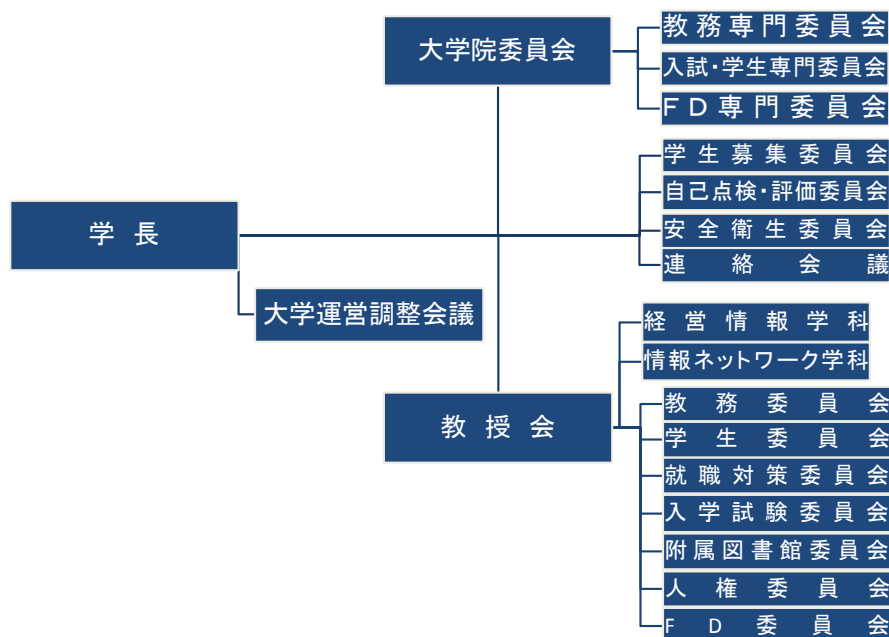 大学院委員会
教務専門委員会
入試・学生専門委員会
ＦＤ専門委員会
学生募集委員会
自己点検・評価委員会
安全衛生委員会
連絡会議
学長
大学運営調整会議
経営情報学科
情報ネットワーク学科
教授会
教務委員会
学生委員会
就職対策委員会
入学試験委員会
附属図書館委員会
人権委員会
FD委員会